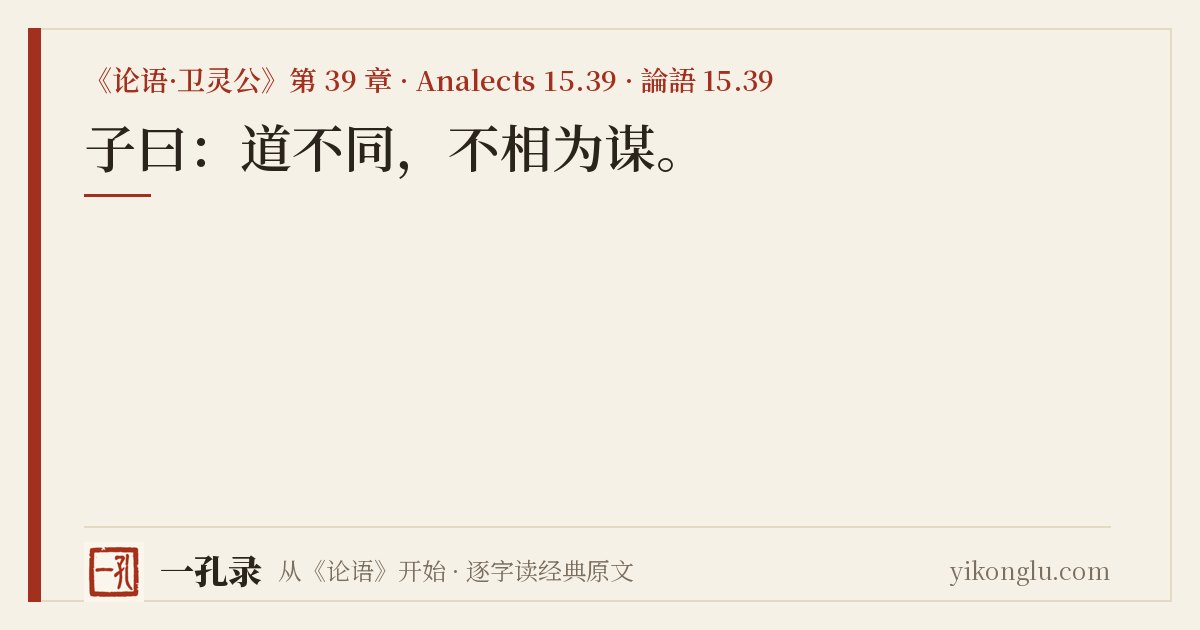 《论语·卫灵公》第 39 章 · Analects 15.39 · 論語 15.39
子曰：道不同，不相为谋。
一孔
一孔录 从《论语》开始 · 逐字读经典原文 yikonglu.com